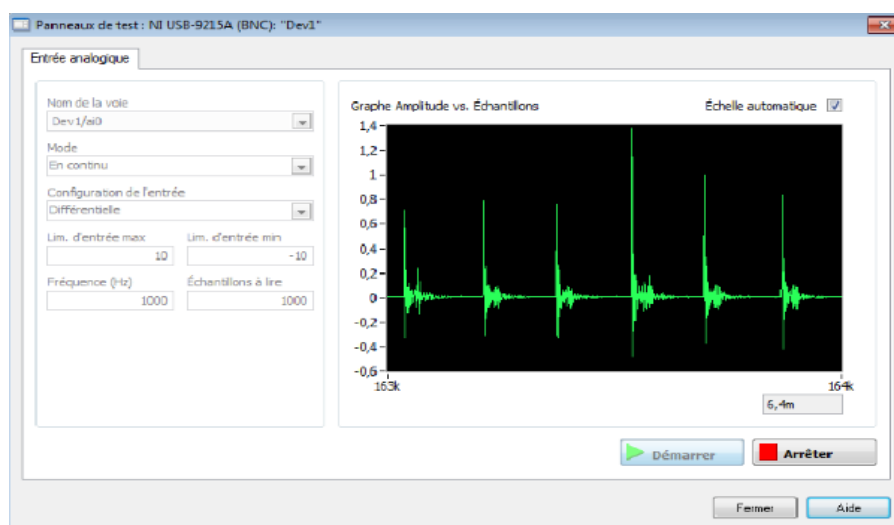 Panneaux de test : NI USB-9215A (BNC): "Dev1"
Entrée analogique
Nom de la voie
Dev1/ai0
Mode
En continu
Configuration de l'entrée
Différentielle
Lim. d'entrée max Lim. d'entrée min
10 -10
Fréquence (Hz) Échantillons à lire
1000 1000
Graphe Amplitude vs. Échantillons Échelle automatique
1,4
1,2
1
0,8
0,6
0,4
0,2
0
-0,2
-0,4
-0,6
163k 164k
6,4m
Démarrer Arrêter
Fermer Aide